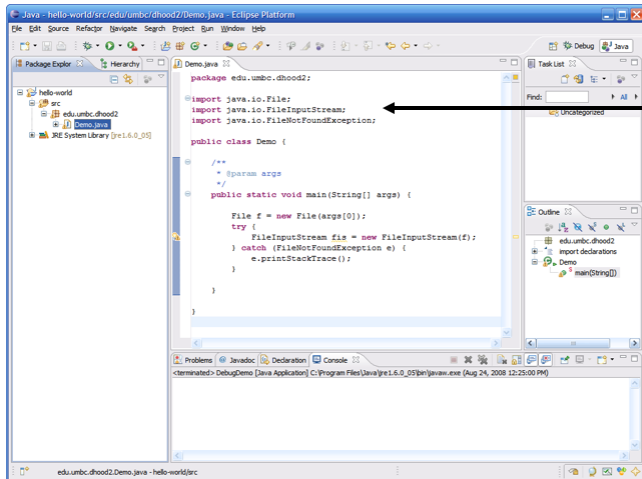 Java - hello-world/src/edu/umbc/dhood2/Demo.java - Eclipse Platform
File Edit Source Refactor Navigate Search Project Run Window Help
Debug Java
Package Explor Hierarchy
hello-world
src
edu.umbc.dhood2
Demo.java
JRE System Library [jre1.6.0_05]
Demo.java
package edu.umbc.dhood2;
import java.io.File;
import java.io.FileInputStream;
import java.io.FileNotFoundException;
public class Demo {
/**
* @param args
*/
public static void main(String[] args) {
File f = new File(args[0]);
try {
FileInputStream fis = new FileInputStream(f);
} catch (FileNotFoundException e) {
e.printStackTrace();
}
}
}
Task List
Find: All
Uncategorized
Outline
edu.umbc.dhood2
import declarations
Demo
S main(String[])
Problems @ Javadoc Declaration Console
<terminated> DebugDemo [Java Application] C:\Program Files\Java\jre1.6.0_05\bin\javaw.exe (Aug 24, 2008 12:25:00 PM)
edu.umbc.dhood2.Demo.java - hello-world/src